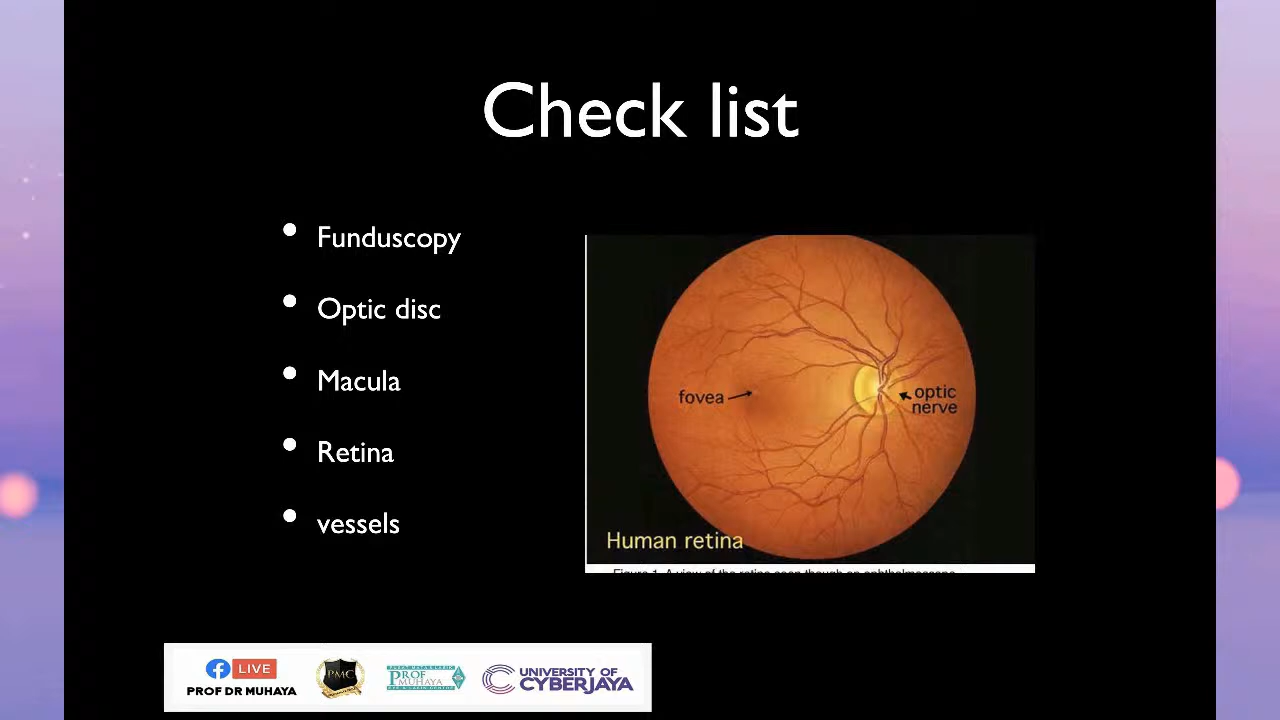 Check list
Funduscopy
Optic disc
Macula
Retina
vessels
fovea
optic
nerve
Human retina
Figure 1. A view of the retina seen though an ophthalmoscope
LIVE
PROF DR MUHAYA
PMC
PROF
MUHAYA
UNIVERSITY OF
CYBERJAYA